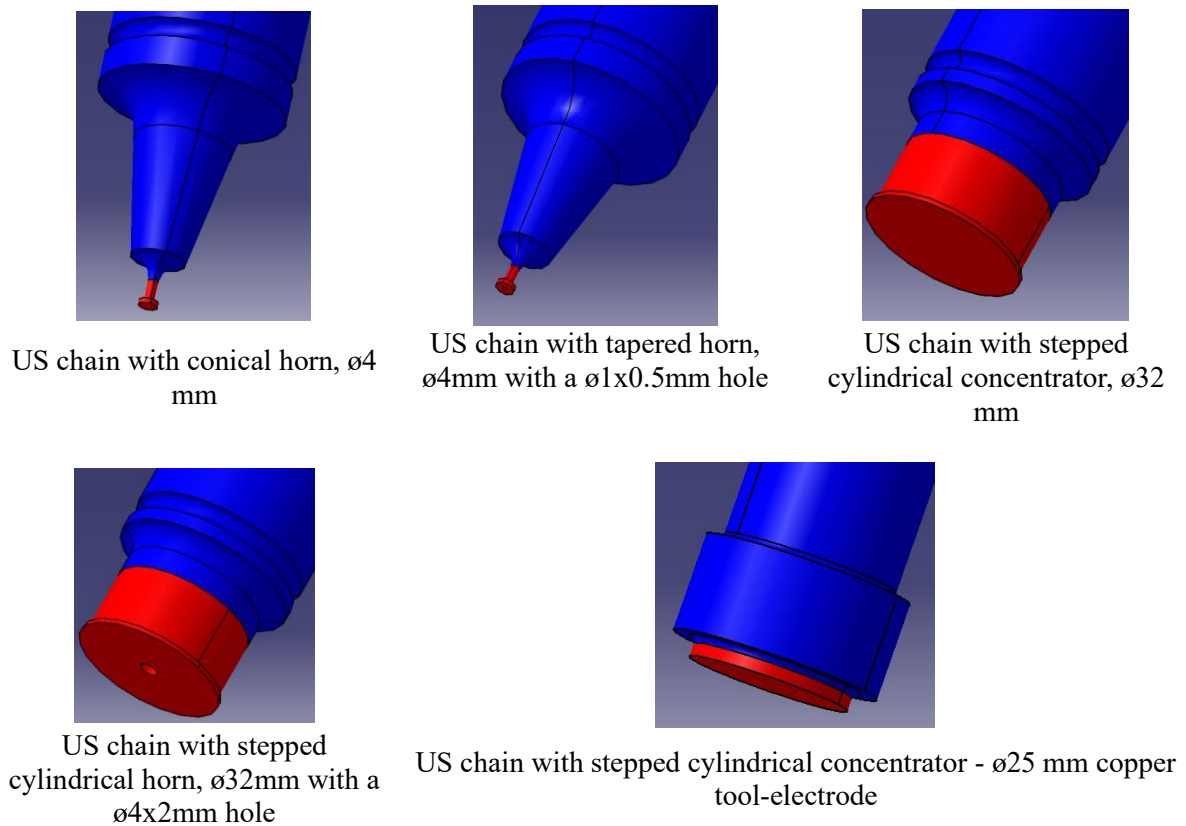 US chain with conical horn, ø4
mm
US chain with tapered horn,
ø4mm with a ø1x0.5mm hole
US chain with stepped
cylindrical concentrator, ø32
mm
US chain with stepped
cylindrical horn, ø32mm with a
ø4x2mm hole
US chain with stepped cylindrical concentrator - ø25 mm copper
tool-electrode